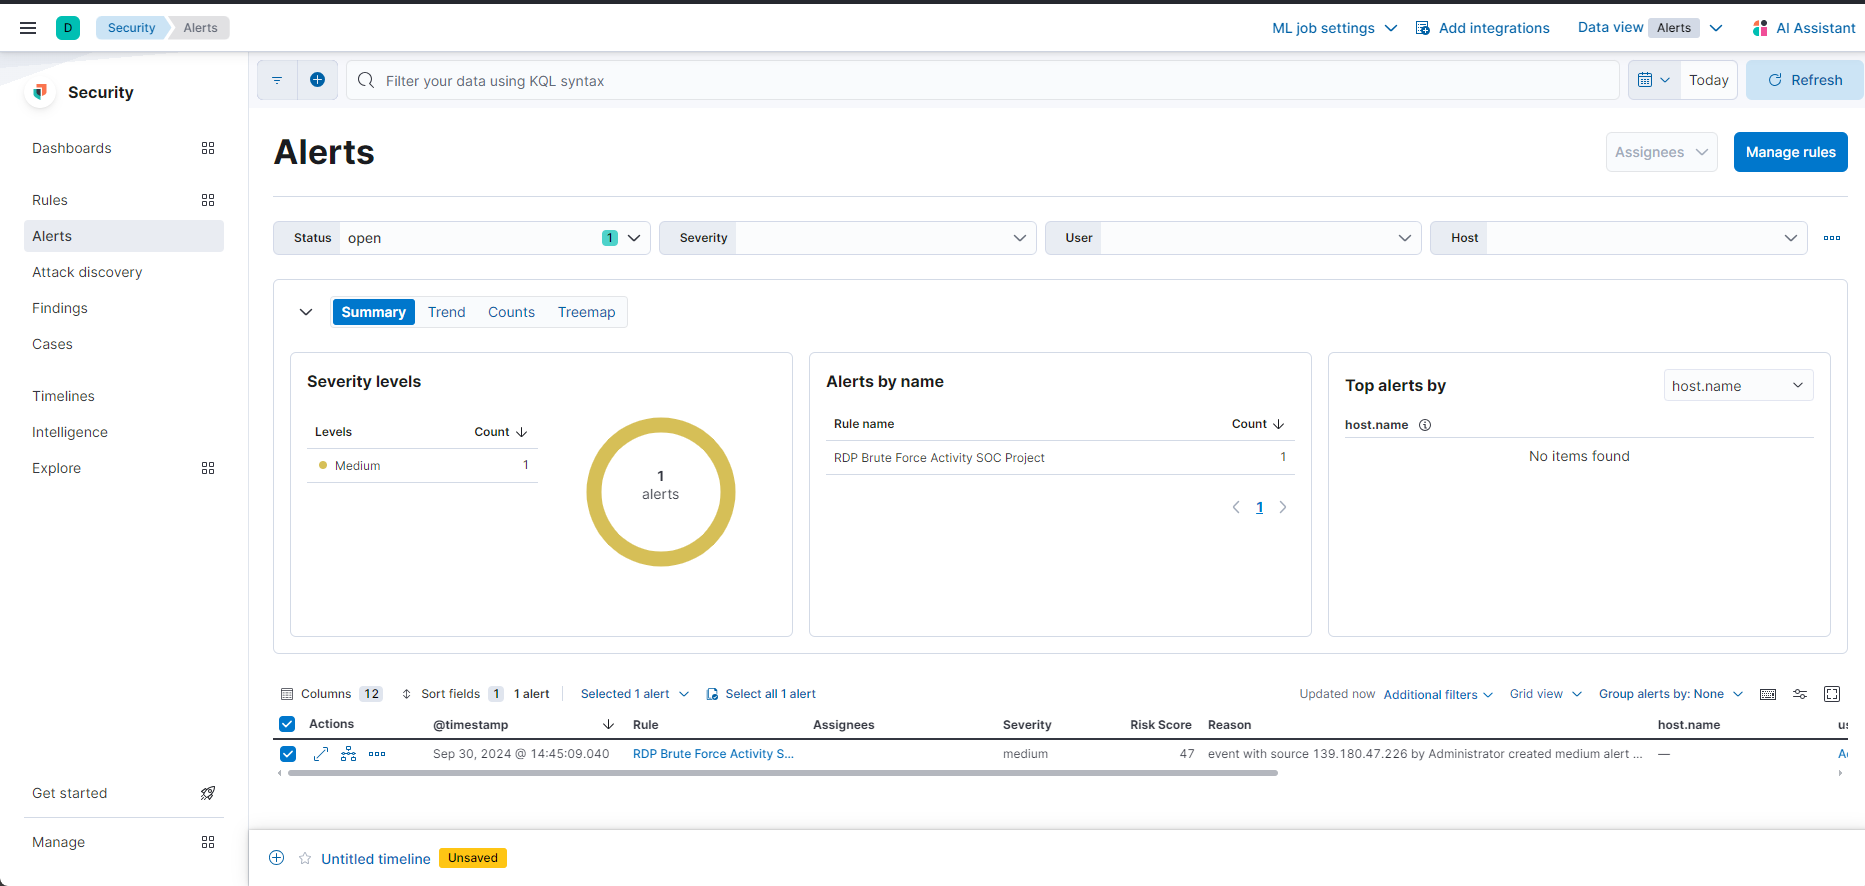 D Security Alerts ML job settings Add integrations Data view Alerts AI Assistant
Security
Filter your data using KQL syntax Today Refresh
Dashboards
Rules
Alerts
Attack discovery
Findings
Cases
Timelines
Intelligence
Explore
Get started
Manage
Alerts Assignees Manage rules
Status open 1 Severity User Host
Summary Trend Counts Treemap
Severity levels
Levels Count
Medium 1
1
alerts
Alerts by name
Rule name Count
RDP Brute Force Activity SOC Project 1
1
Top alerts by host.name
host.name
No items found
Columns 12 Sort fields 1 1 alert Selected 1 alert Select all 1 alert Updated now Additional filters Grid view Group alerts by: None
Actions @timestamp Rule Assignees Severity Risk Score Reason host.name us
Sep 30, 2024 @ 14:45:09.040 RDP Brute Force Activity S... medium 47 event with source 139.180.47.226 by Administrator created medium alert ... —
Untitled timeline Unsaved